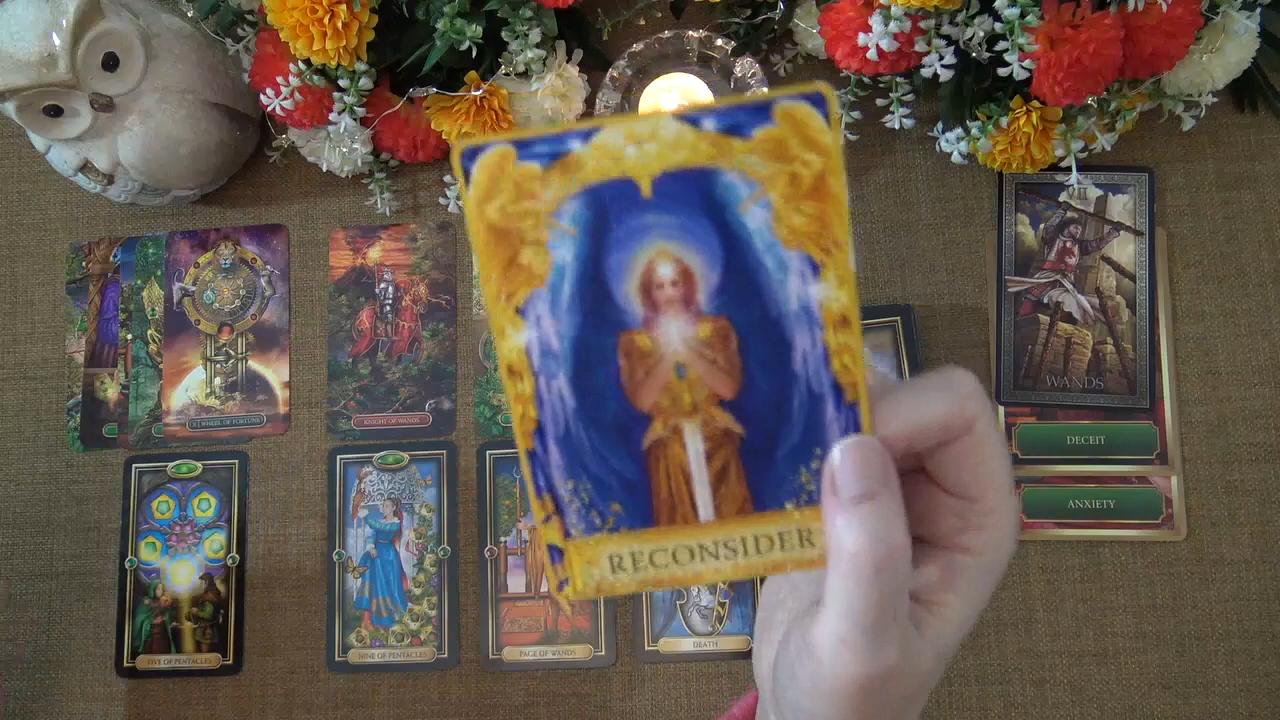 X | WHEEL OF FORTUNE
KNIGHT OF WANDS
RECONSIDER
III
WANDS
DECEIT
ANXIETY
FIVE OF PENTACLES
NINE OF PENTACLES
PAGE OF WANDS
DEATH